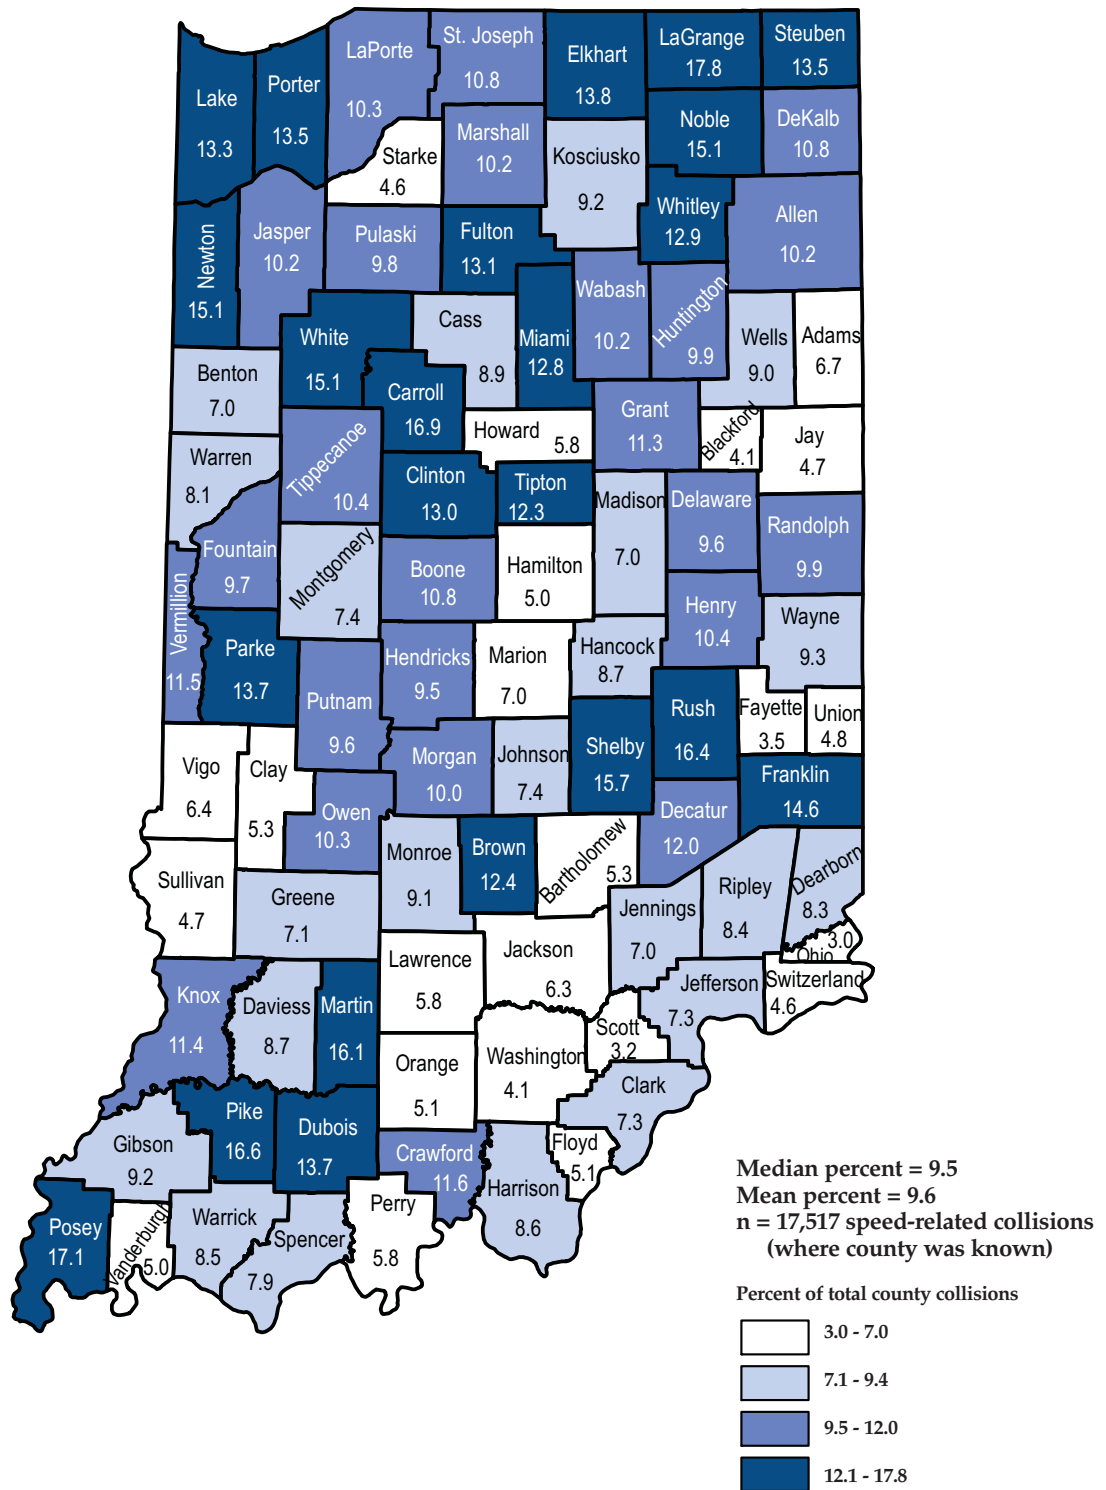 St. Joseph
10.8
LaPorte
10.3
Elkhart
13.8
LaGrange
17.8
Steuben
13.5
Lake
13.3
Porter
13.5
Noble
15.1
DeKalb
10.8
Marshall
10.2
Starke
4.6
Kosciusko
9.2
Whitley
12.9
Allen
10.2
Newton
15.1
Jasper
10.2
Pulaski
9.8
Fulton
13.1
Wabash
10.2
Huntington
9.9
White
15.1
Cass
8.9
Miami
12.8
Wells
9.0
Adams
6.7
Benton
7.0
Carroll
16.9
Howard
5.8
Grant
11.3
Blackford
4.1
Jay
4.7
Warren
8.1
Tippecanoe
10.4
Clinton
13.0
Tipton
12.3
Madison
7.0
Delaware
9.6
Randolph
9.9
Fountain
9.7
Montgomery
7.4
Boone
10.8
Hamilton
5.0
Henry
10.4
Wayne
9.3
Vermillion
11.5
Parke
13.7
Putnam
9.6
Hendricks
9.5
Marion
7.0
Hancock
8.7
Rush
16.4
Fayette
3.5
Union
4.8
Vigo
6.4
Clay
5.3
Owen
10.3
Morgan
10.0
Johnson
7.4
Shelby
15.7
Decatur
12.0
Franklin
14.6
Sullivan
4.7
Greene
7.1
Monroe
9.1
Brown
12.4
Bartholomew
5.3
Jennings
7.0
Ripley
8.4
Dearborn
8.3
Ohio
3.0
Knox
11.4
Daviess
8.7
Martin
16.1
Lawrence
5.8
Jackson
6.3
Jefferson
7.3
Switzerland
4.6
Orange
5.1
Washington
4.1
Scott
3.2
Clark
7.3
Gibson
9.2
Pike
16.6
Dubois
13.7
Crawford
11.6
Floyd
5.1
Harrison
8.6
Posey
17.1
Vanderburgh
5.0
Warrick
8.5
Spencer
7.9
Perry
5.8
Median percent = 9.5
Mean percent = 9.6
n = 17,517 speed-related collisions
(where county was known)
Percent of total county collisions
3.0 - 7.0
7.1 - 9.4
9.5 - 12.0
12.1 - 17.8